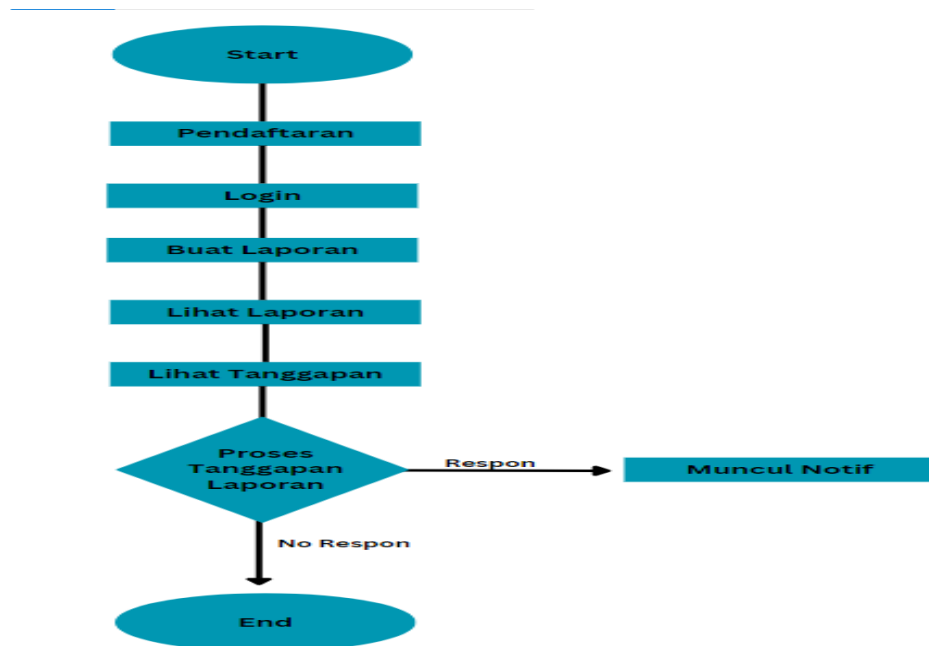 Start
Pendaftaran
Login
Buat Laporan
Lihat Laporan
Lihat Tanggapan
Proses
Tanggapan
Laporan
Respon
Muncul Notif
No Respon
End